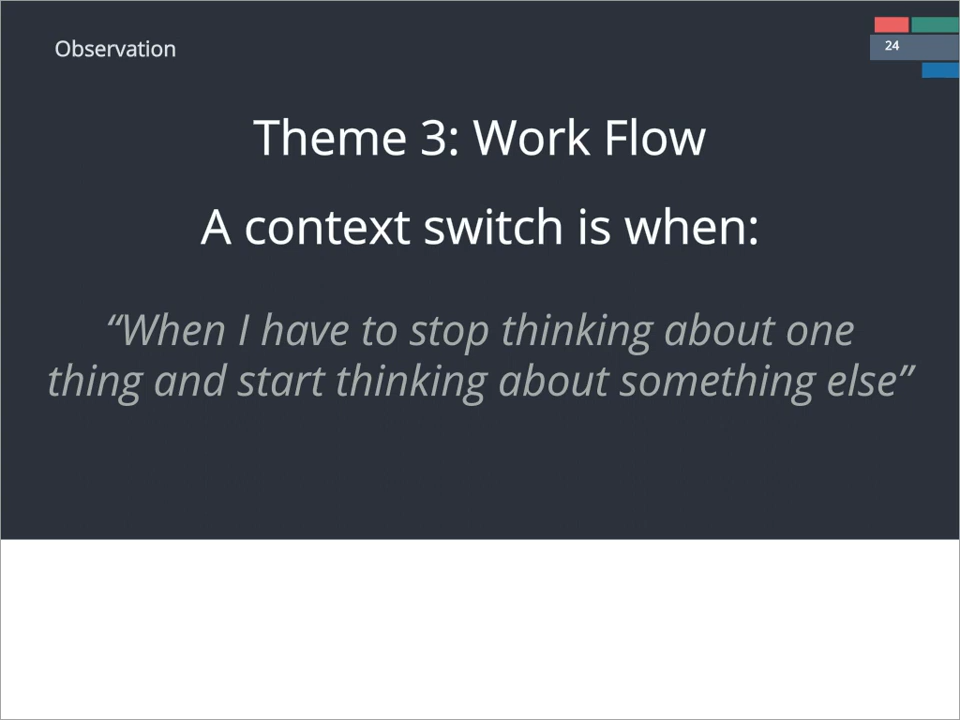 Observation
24
Theme 3: Work Flow
A context switch is when:
“When I have to stop thinking about one
thing and start thinking about something else”